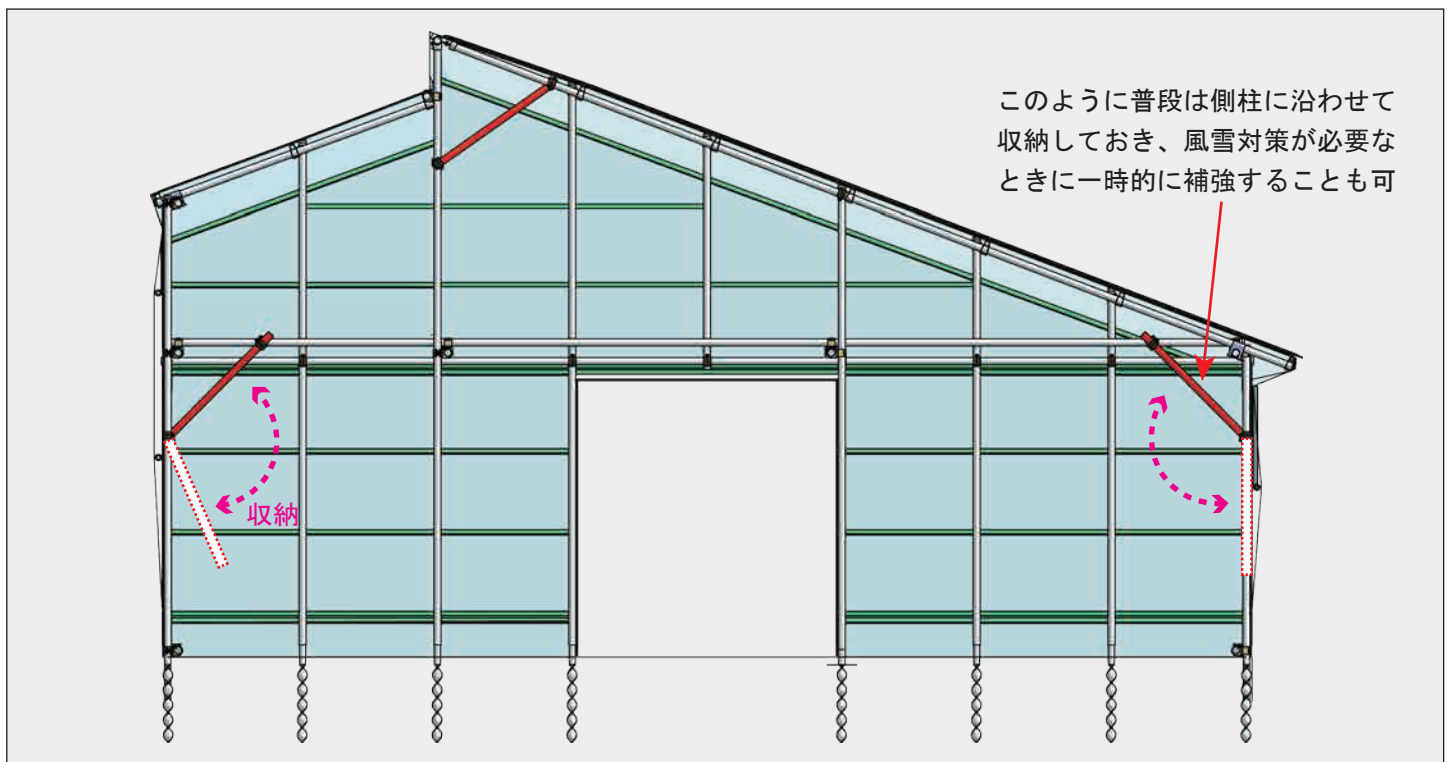 このように普段は側柱に沿わせて
収納しておき、風雪対策が必要な
ときに一時的に補強することも可
収納